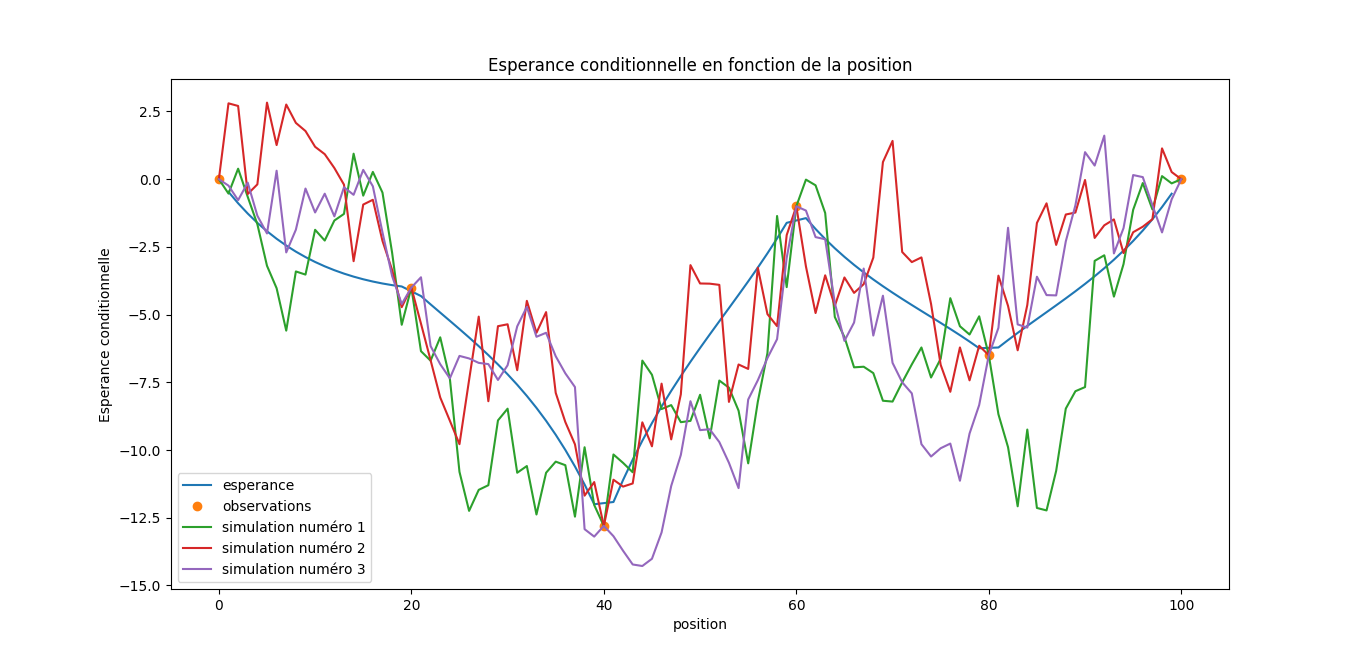 Esperance conditionnelle en fonction de la position
Esperance conditionnelle
2.5
0.0
−2.5
−5.0
−7.5
−10.0
−12.5
−15.0
esperance
observations
simulation numéro 1
simulation numéro 2
simulation numéro 3
0 20 40 60 80 100
position